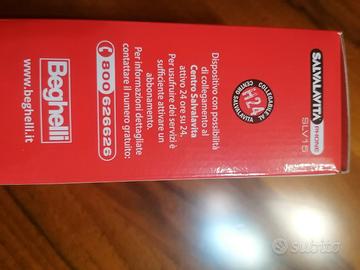 SALVALAVITA
PHONE
SLV15
COLLEGABILE AL
H24
CENTRO SALVALAVITA
Dispositivo con possibilità
di collegamento al
Centro Salvalavita
attivo 24 ore su 24.
Per usufruire dei servizi è
sufficiente attivare un
abbonamento.
Per informazioni dettagliate
contattare il numero gratuito:
800 626626
Beghelli
www.beghelli.it
subito